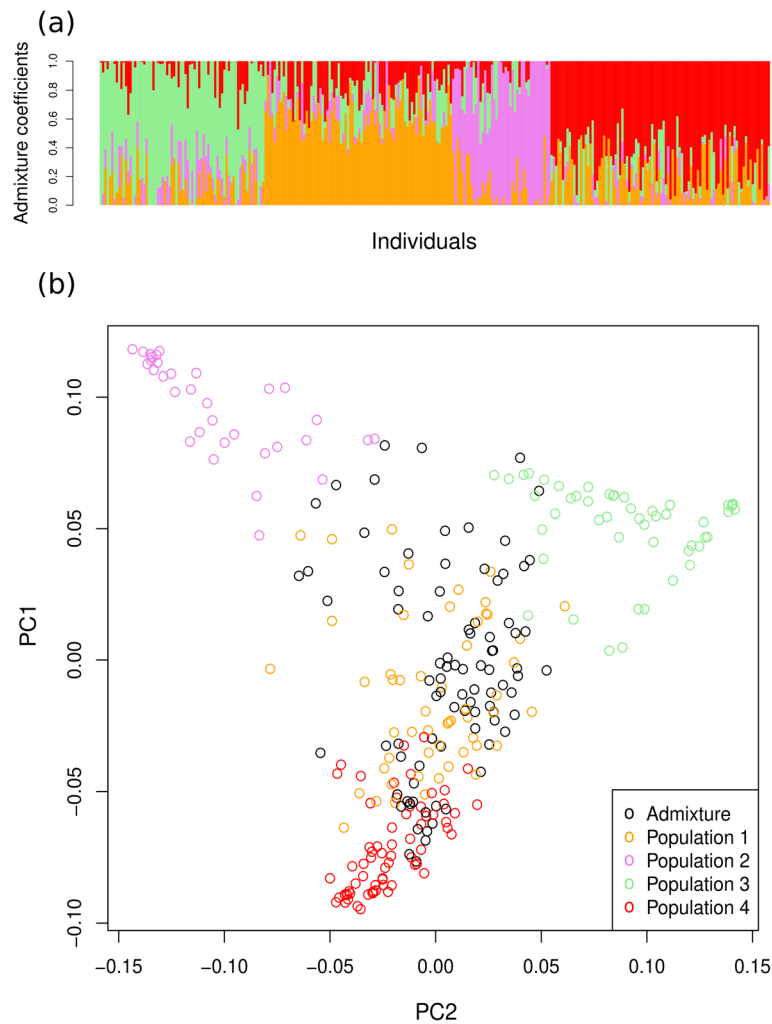 (a)
Admixture coefficients
1.0
0.8
0.6
0.4
0.2
0.0
Individuals
(b)
PC1
0.10
0.05
0.00
−0.05
−0.10
Admixture
Population 1
Population 2
Population 3
Population 4
−0.15
−0.10
−0.05
0.00
0.05
0.10
0.15
PC2